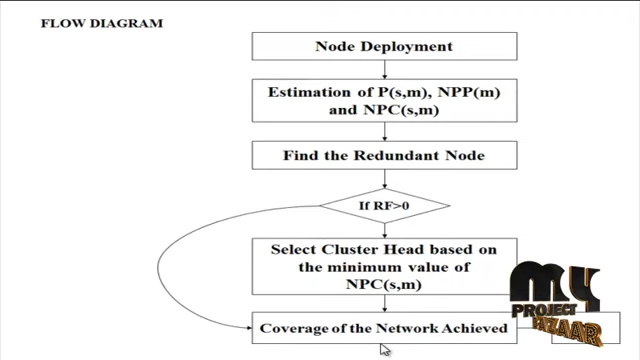 FLOW DIAGRAM
Node Deployment
Estimation of P(s,m), NPP(m)
and NPC(s,m)
Find the Redundant Node
If RF>0
Select Cluster Head based on
the minimum value of
NPC(s,m)
Coverage of the Network Achieved
my
PROJECT
BAZAAR